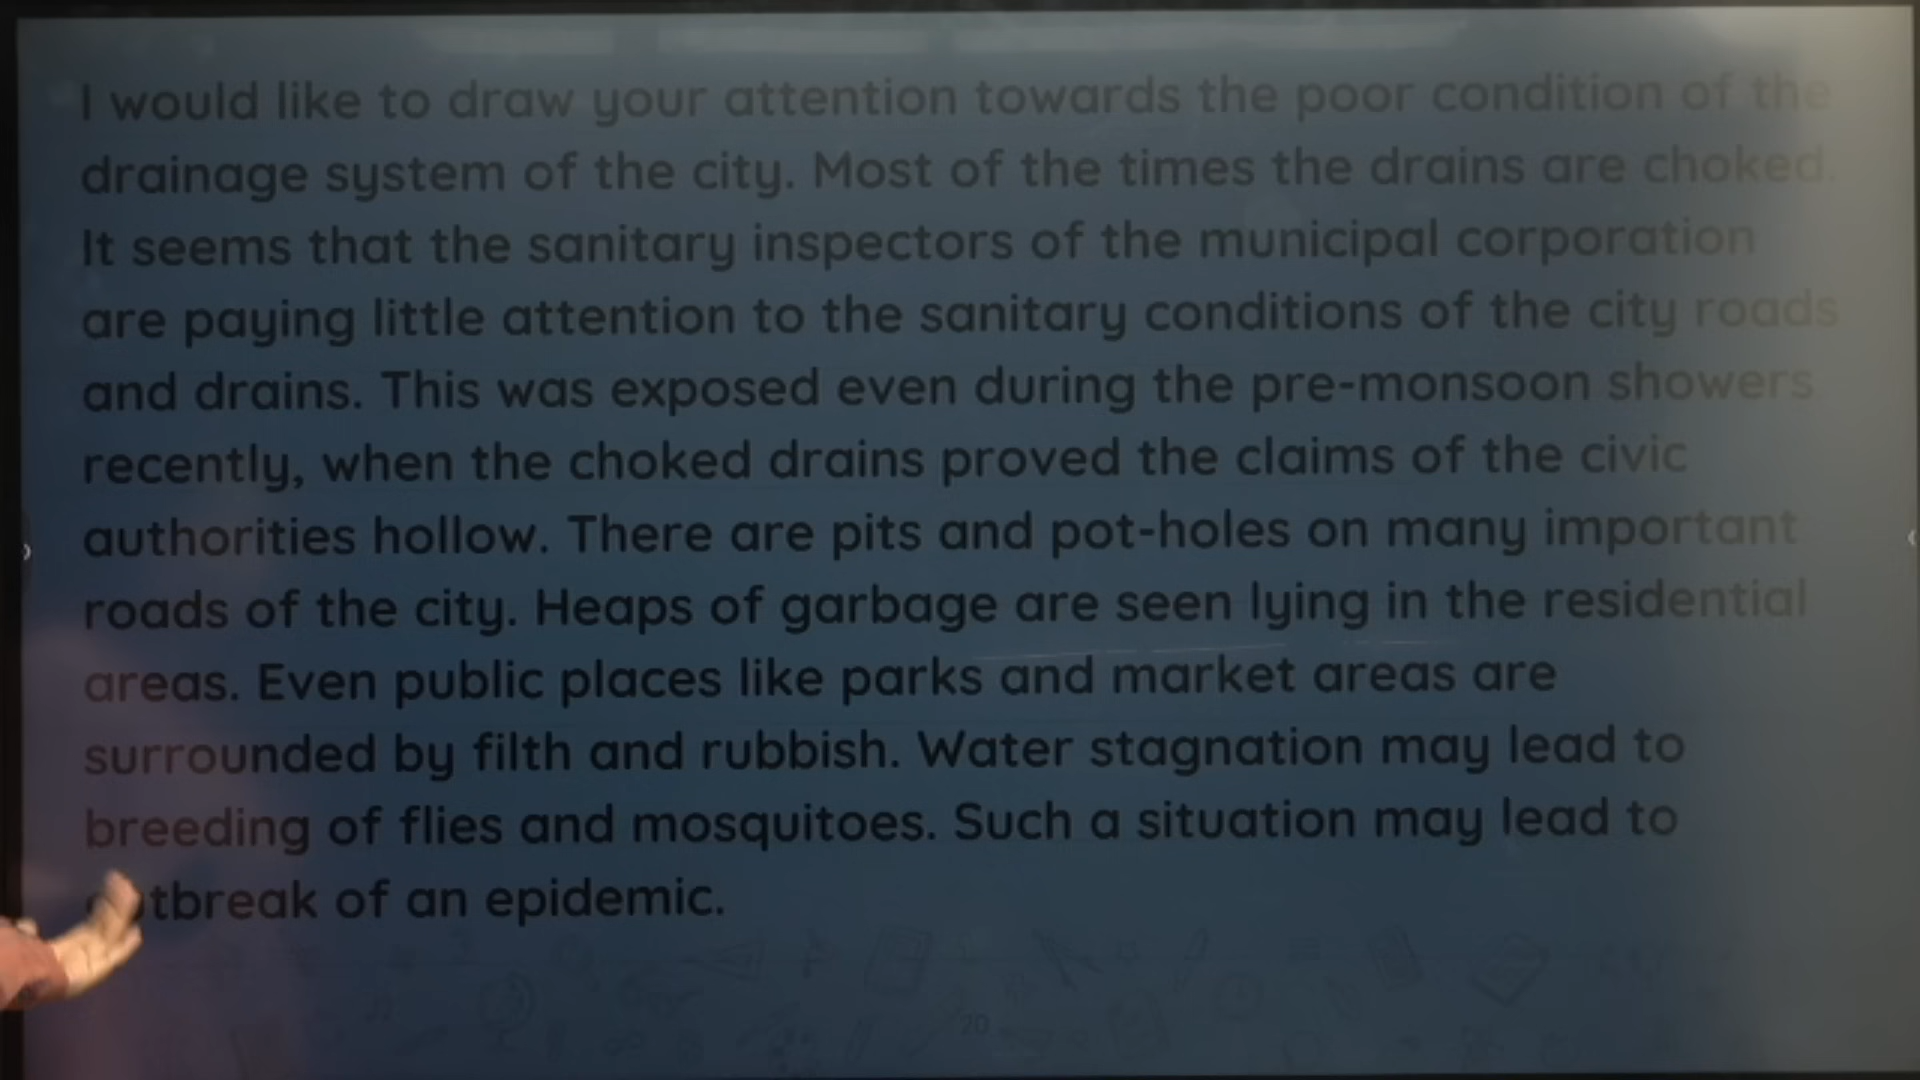 I would like to draw your attention towards the poor condition of the
drainage system of the city. Most of the times the drains are choked.
It seems that the sanitary inspectors of the municipal corporation
are paying little attention to the sanitary conditions of the city roads
and drains. This was exposed even during the pre-monsoon showers
recently, when the choked drains proved the claims of the civic
authorities hollow. There are pits and pot-holes on many important
roads of the city. Heaps of garbage are seen lying in the residential
areas. Even public places like parks and market areas are
surrounded by filth and rubbish. Water stagnation may lead to
breeding of flies and mosquitoes. Such a situation may lead to
outbreak of an epidemic.
20